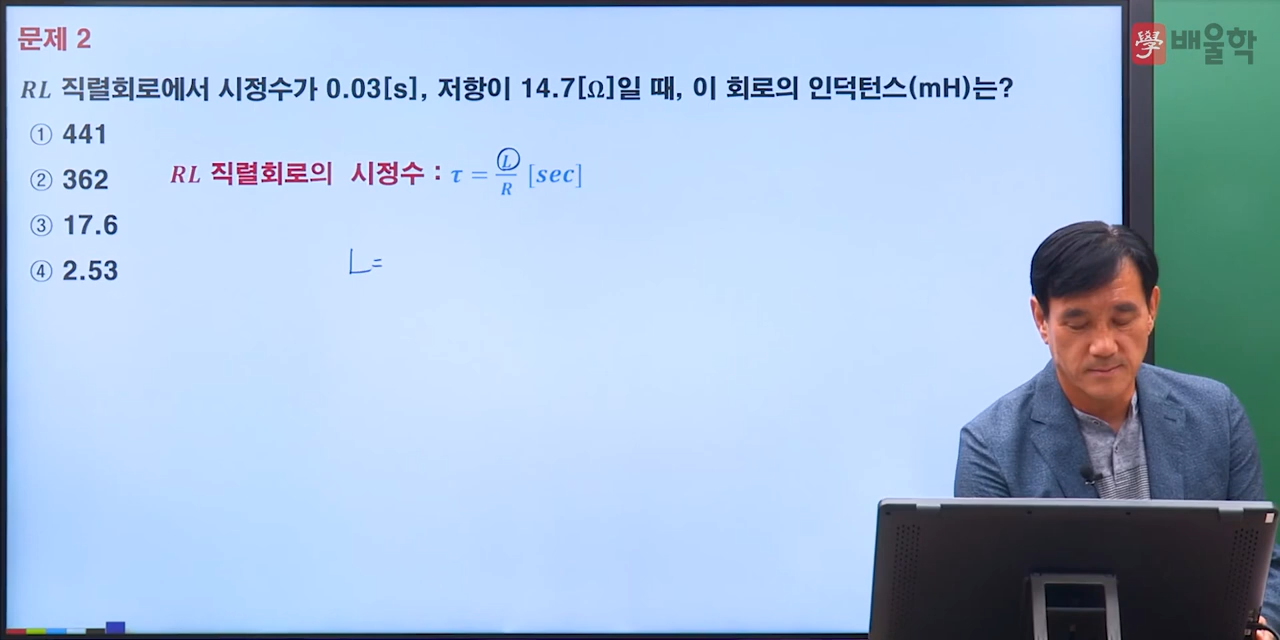 문제 2
學 배울학
RL 직렬회로에서 시정수가 0.03[s], 저항이 14.7[Ω]일 때, 이 회로의 인덕턴스(mH)는?
① 441
② 362
③ 17.6
④ 2.53
RL 직렬회로의 시정수 : τ = L/R [sec]
L=